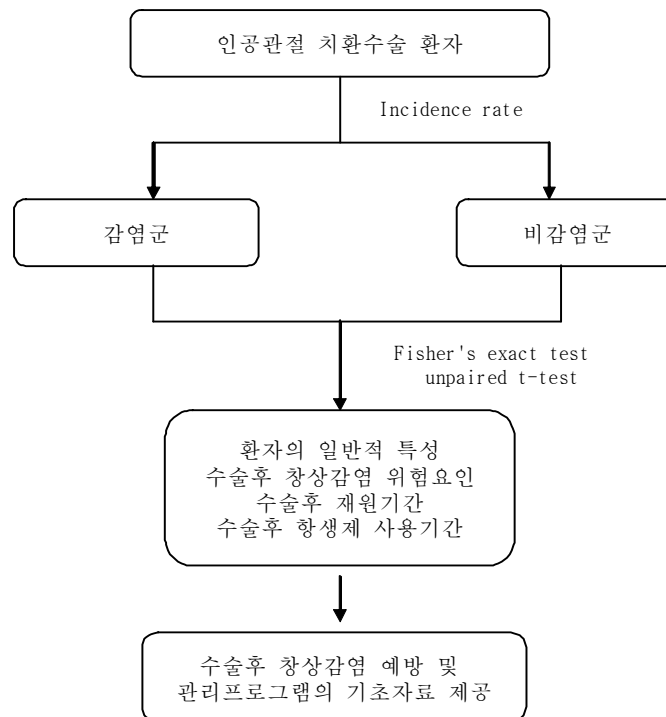 인공관절 치환수술 환자
Incidence rate
감염군
비감염군
Fisher's exact test
unpaired t-test
환자의 일반적 특성
수술후 창상감염 위험요인
수술후 재원기간
수술후 항생제 사용기간
수술후 창상감염 예방 및
관리프로그램의 기초자료 제공